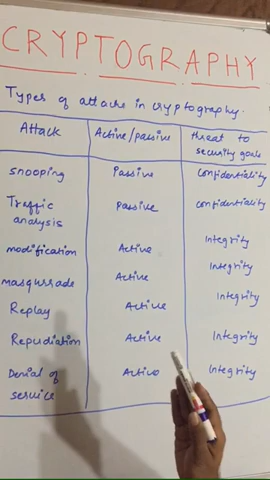 CRYPTOGRAPHY
Types of attacks in cryptography.
Attack Active/passive threat to security goals
Snooping Passive confidentiality
Traffic analysis passive confidentiality
modification Active Integrity
masqurade Active Integrity
Replay Active Integrity
Repudiation Active Integrity
Denial of service Active Integrity